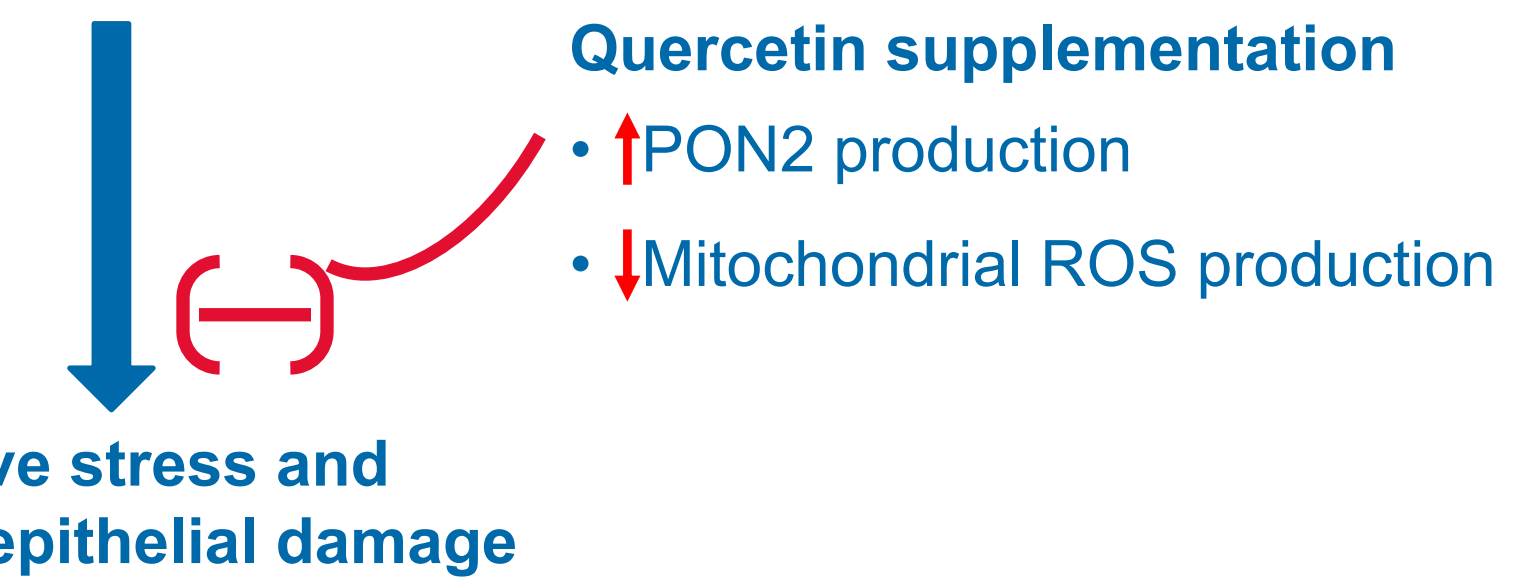 Quercetin supplementation
• PON2 production
• Mitochondrial ROS production
ve stress and
epithelial damage